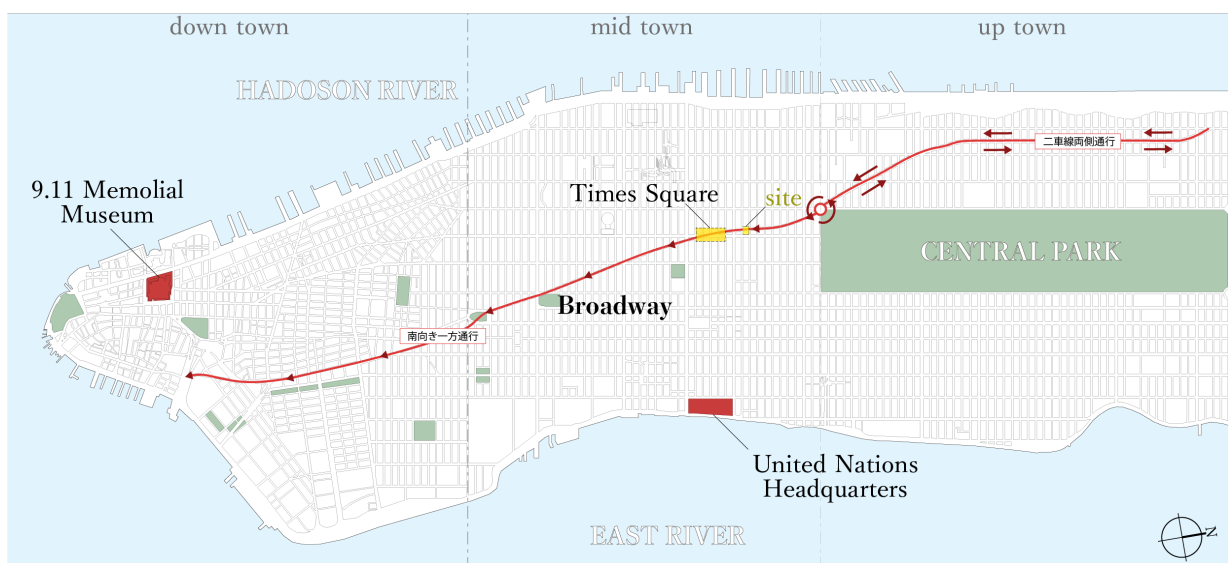 down town
mid town
up town
HADOSON RIVER
二車線両側通行
9.11 Memolial
Museum
Times Square
site
CENTRAL PARK
Broadway
南向き一方通行
United Nations
Headquarters
EAST RIVER
N